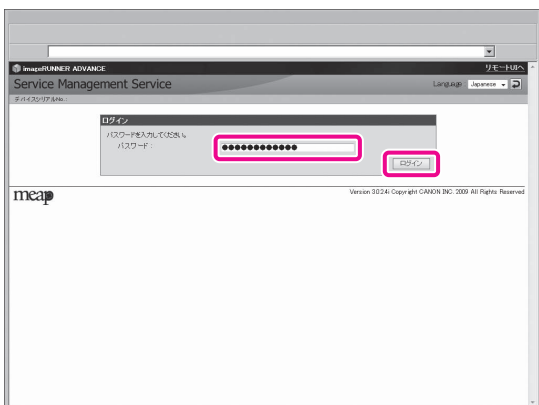 imageRUNNER ADVANCE
リモートUIへ
Service Management Service
Language Japanese
デバイスシリアルNo.:
ログイン
パスワードを入力してください。
パスワード: ●●●●●●●●●●●●
ログイン
meap
Version 3.0.2.4i Copyright CANON INC. 2009 All Rights Reserved